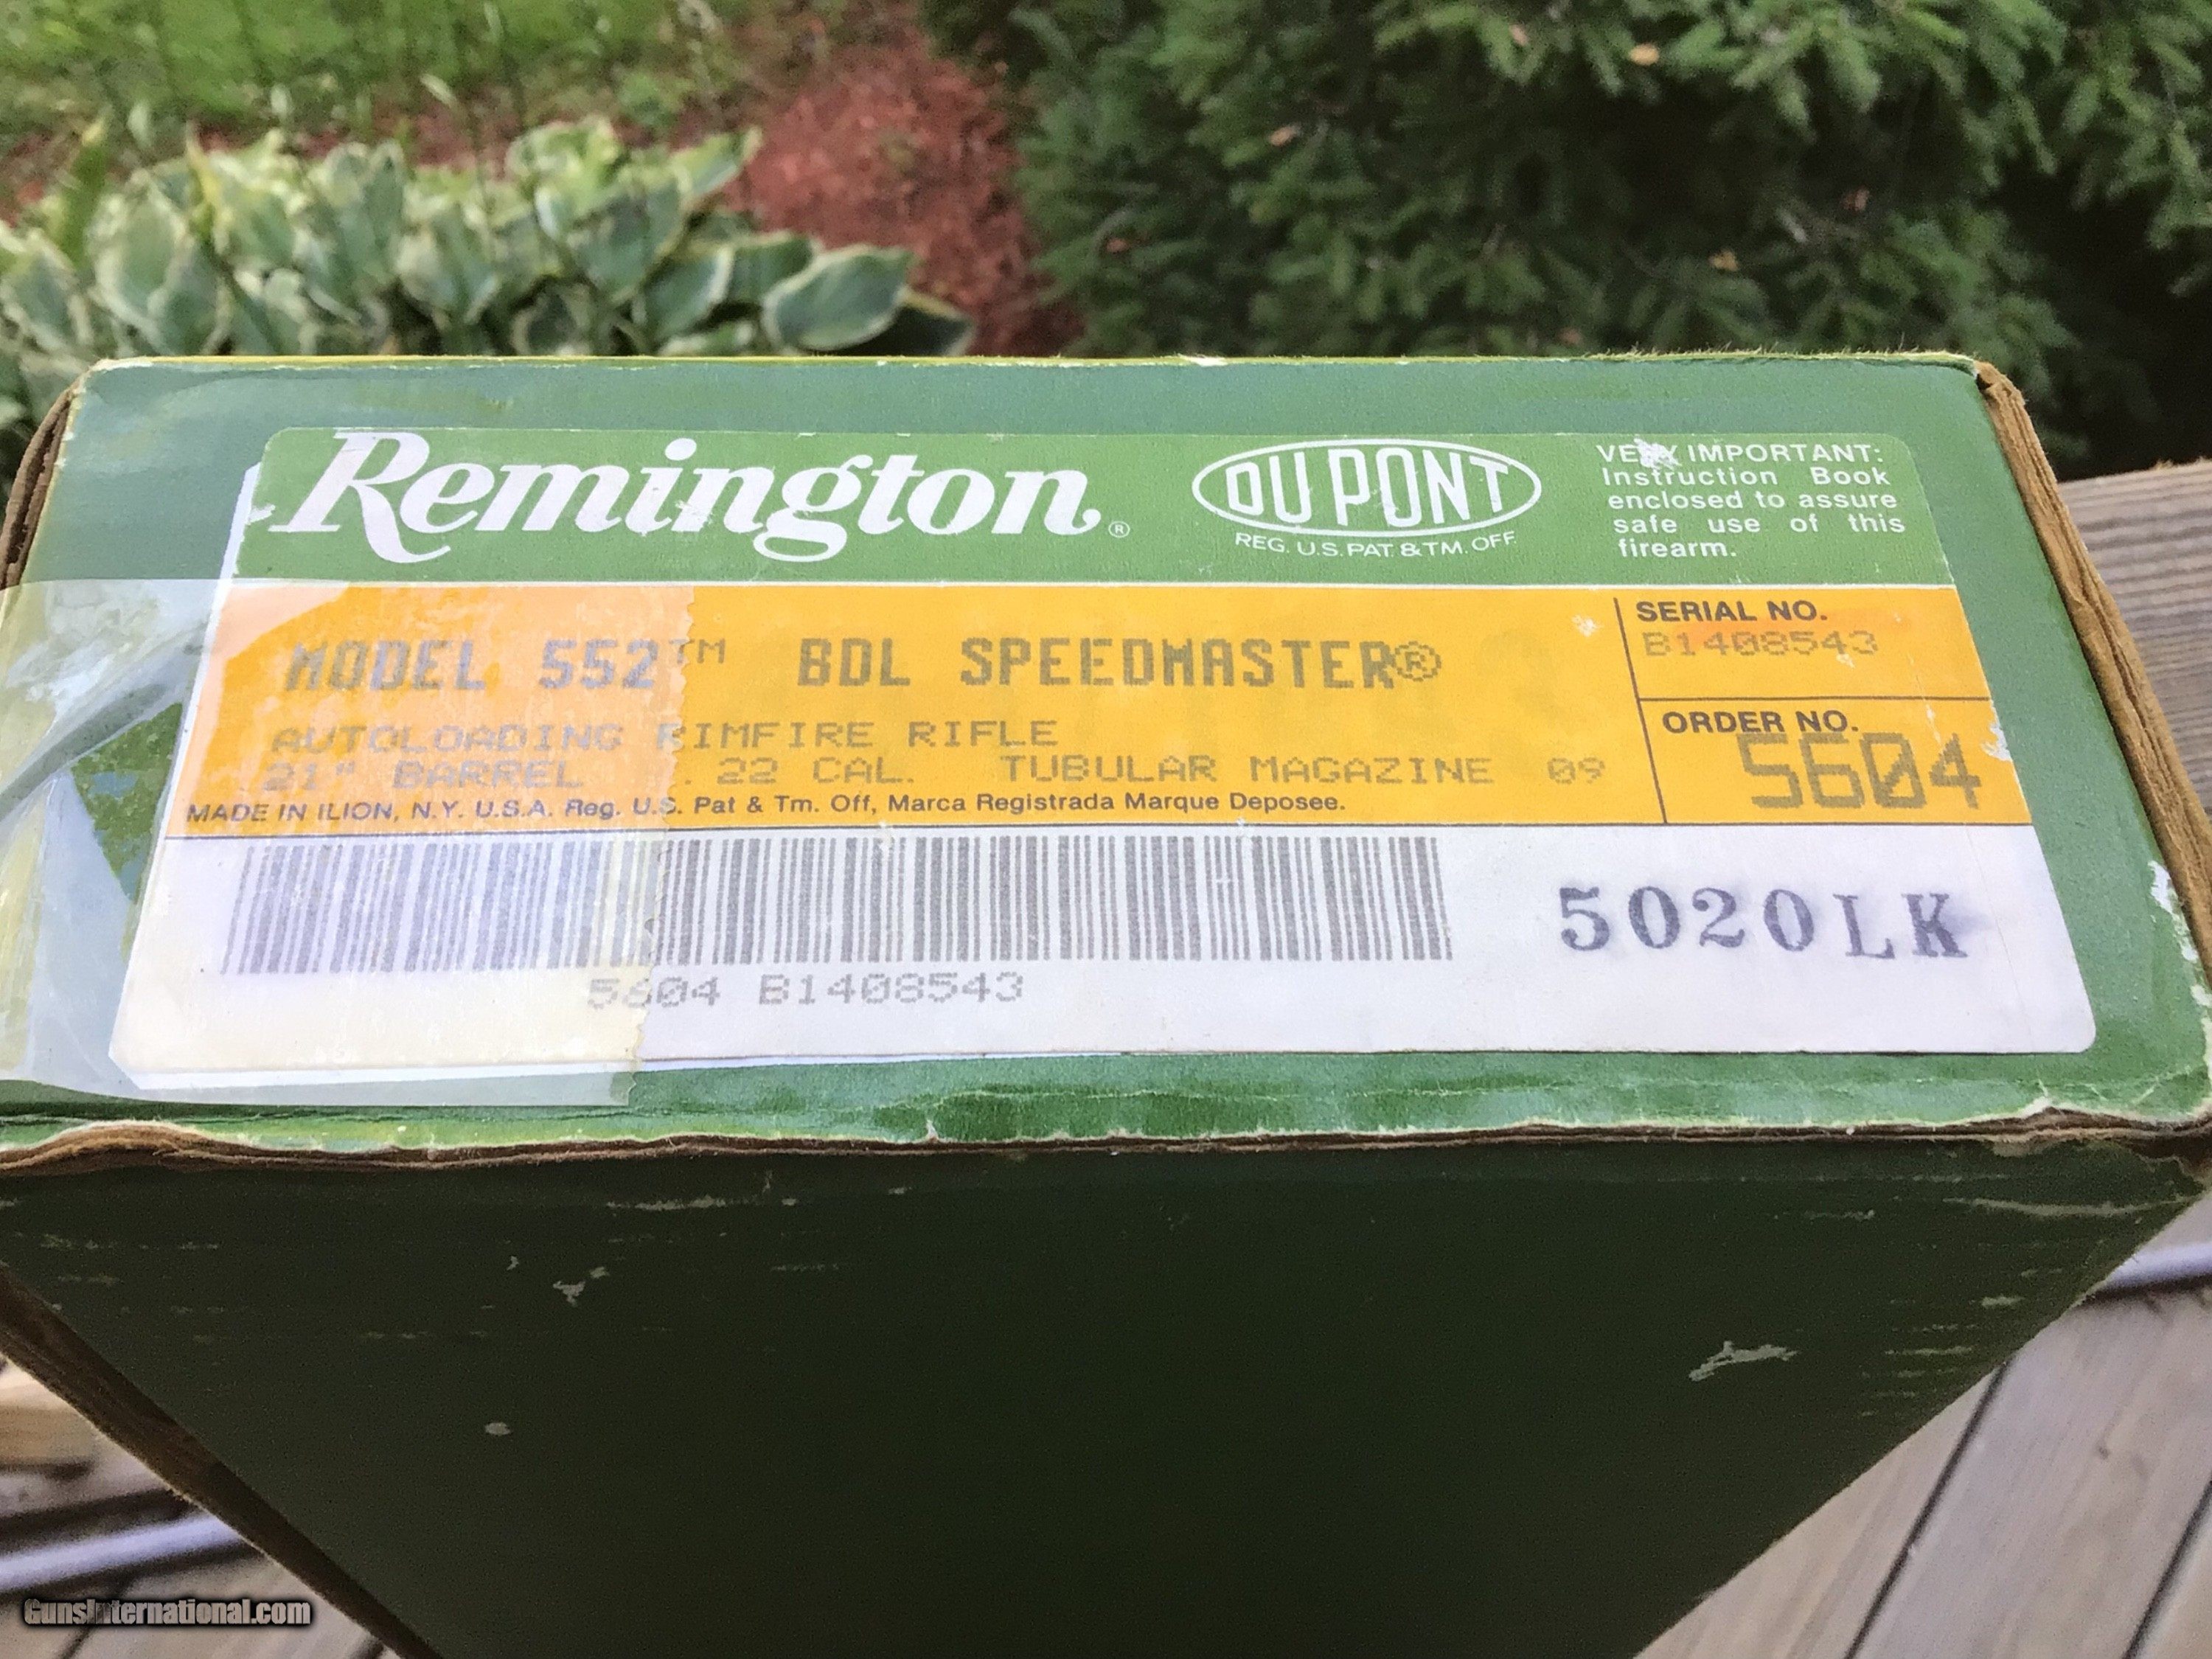 Remington®
DU PONT
REG. U.S. PAT. & TM. OFF.
VERY IMPORTANT:
Instruction Book
enclosed to assure
safe use of this
firearm.
MODEL 552™ BDL SPEEDMASTER®
AUTOLOADING RIMFIRE RIFLE
21" BARREL .22 CAL. TUBULAR MAGAZINE 09
MADE IN ILION, N.Y. U.S.A. Reg. U.S. Pat & Tm. Off, Marca Registrada Marque Deposee.
SERIAL NO.
B1408543
ORDER NO.
5604
5604 B1408543
5020LK
GunsInternational.com